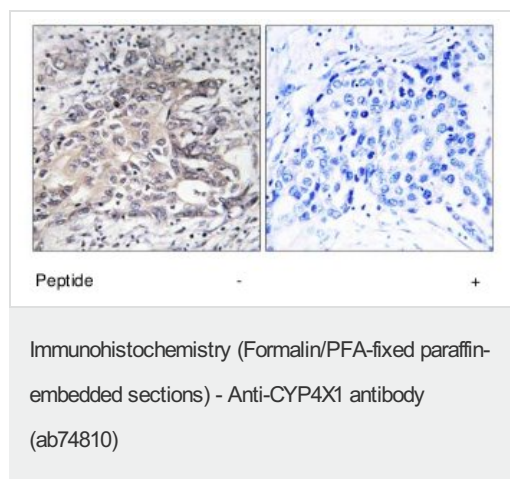 Peptide - +
Immunohistochemistry (Formalin/PFA-fixed paraffin-
embedded sections) - Anti-CYP4X1 antibody
(ab74810)